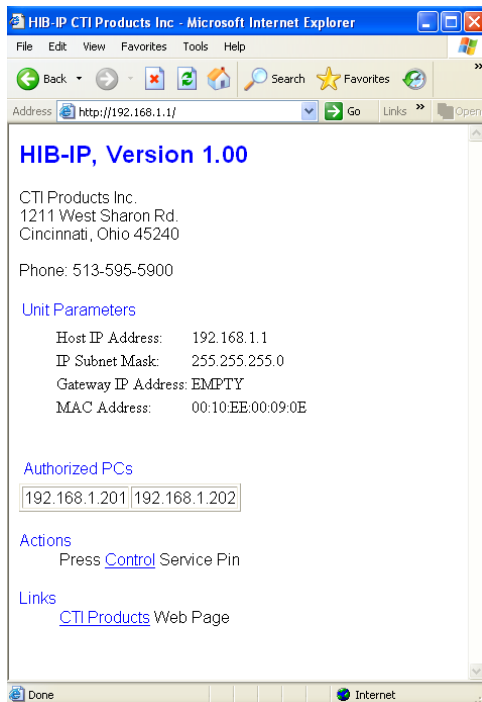 HIB-IP CTI Products Inc - Microsoft Internet Explorer
File Edit View Favorites Tools Help
Back Search Favorites »
Address http://192.168.1.1/ Go Links » Open
HIB-IP, Version 1.00
CTI Products Inc.
1211 West Sharon Rd.
Cincinnati, Ohio 45240
Phone: 513-595-5900
Unit Parameters
Host IP Address: 192.168.1.1
IP Subnet Mask: 255.255.255.0
Gateway IP Address: EMPTY
MAC Address: 00:10:EE:00:09:0E
Authorized PCs
192.168.1.201 192.168.1.202
Actions
Press Control Service Pin
Links
CTI Products Web Page
Done Internet